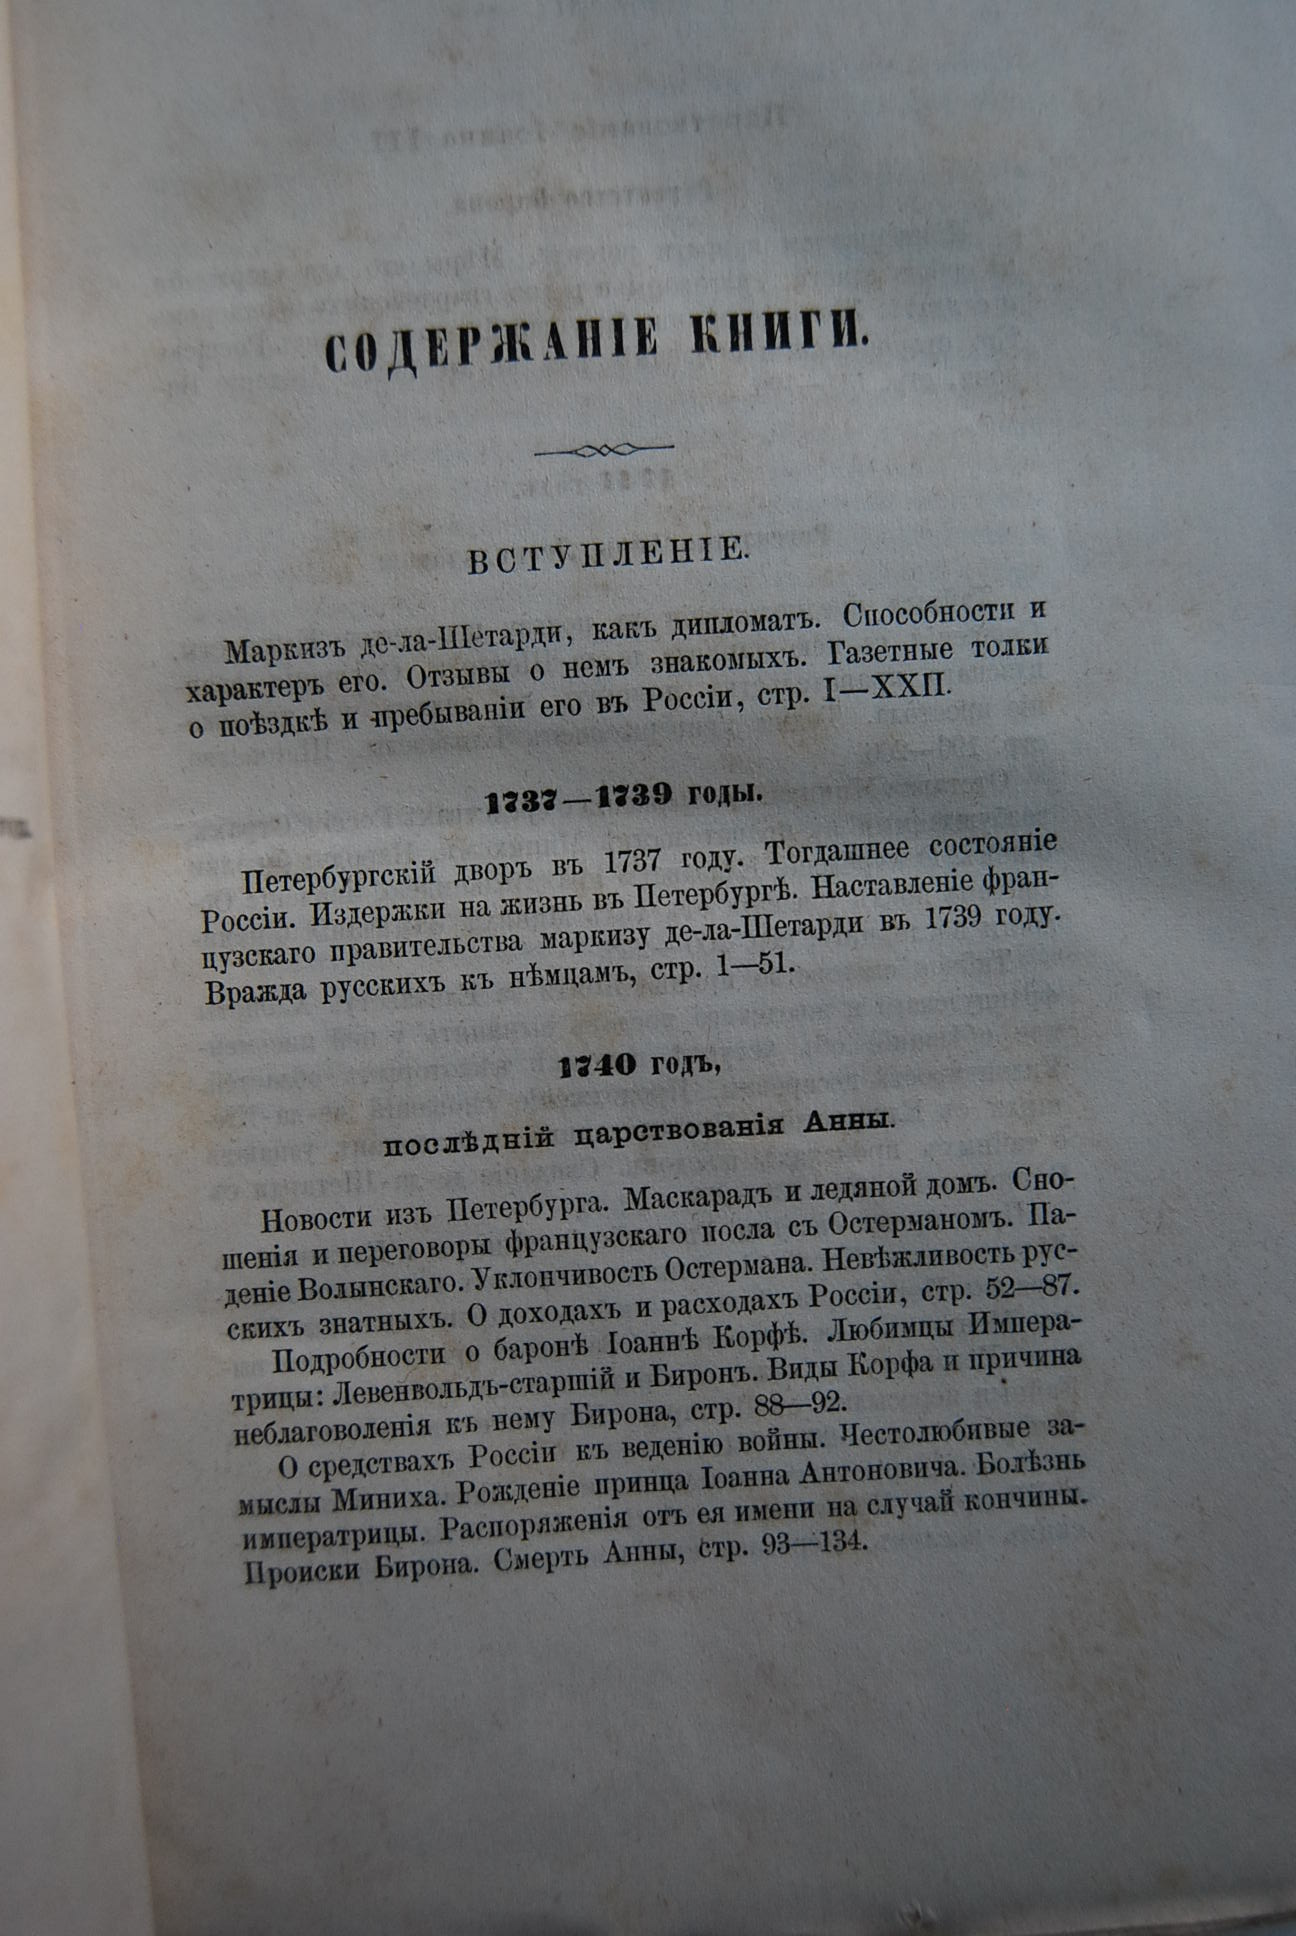 СОДЕРЖАНІЕ КНИГИ.
ВСТУПЛЕНІЕ.
Маркизъ де-ла-Шетарди, какъ дипломатъ. Способности и
характеръ его. Отзывы о немъ знакомыхъ. Газетные толки
о поѣздкѣ и пребываніи его въ Россіи, стр. I—XXII.
1737—1739 годы.
Петербургскій дворъ въ 1737 году. Тогдашнее состояніе
Россіи. Издержки на жизнь въ Петербургѣ. Наставленіе фран-
цузскаго правительства маркизу де-ла-Шетарди въ 1739 году.
Вражда русскихъ къ нѣмцамъ, стр. 1—51.
1740 годъ,
послѣдній царствованія Анны.
Новости изъ Петербурга. Маскарадъ и ледяной домъ. Сно-
шенія и переговоры французскаго посла съ Остерманомъ. Па-
деніе Волынскаго. Уклончивость Остермана. Невѣжливость рус-
скихъ знатныхъ. О доходахъ и расходахъ Россіи, стр. 52—87.
Подробности о баронѣ Іоаннѣ Корфѣ. Любимцы Импера-
трицы: Левенвольдъ-старшій и Биронъ. Виды Корфа и причина
неблаговоленія къ нему Бирона, стр. 88—92.
О средствахъ Россіи къ веденію войны. Честолюбивые за-
мыслы Миниха. Рожденіе принца Іоанна Антоновича. Болѣзнь
императрицы. Распоряженія отъ ея имени на случай кончины.
Происки Бирона. Смерть Анны, стр. 93—134.